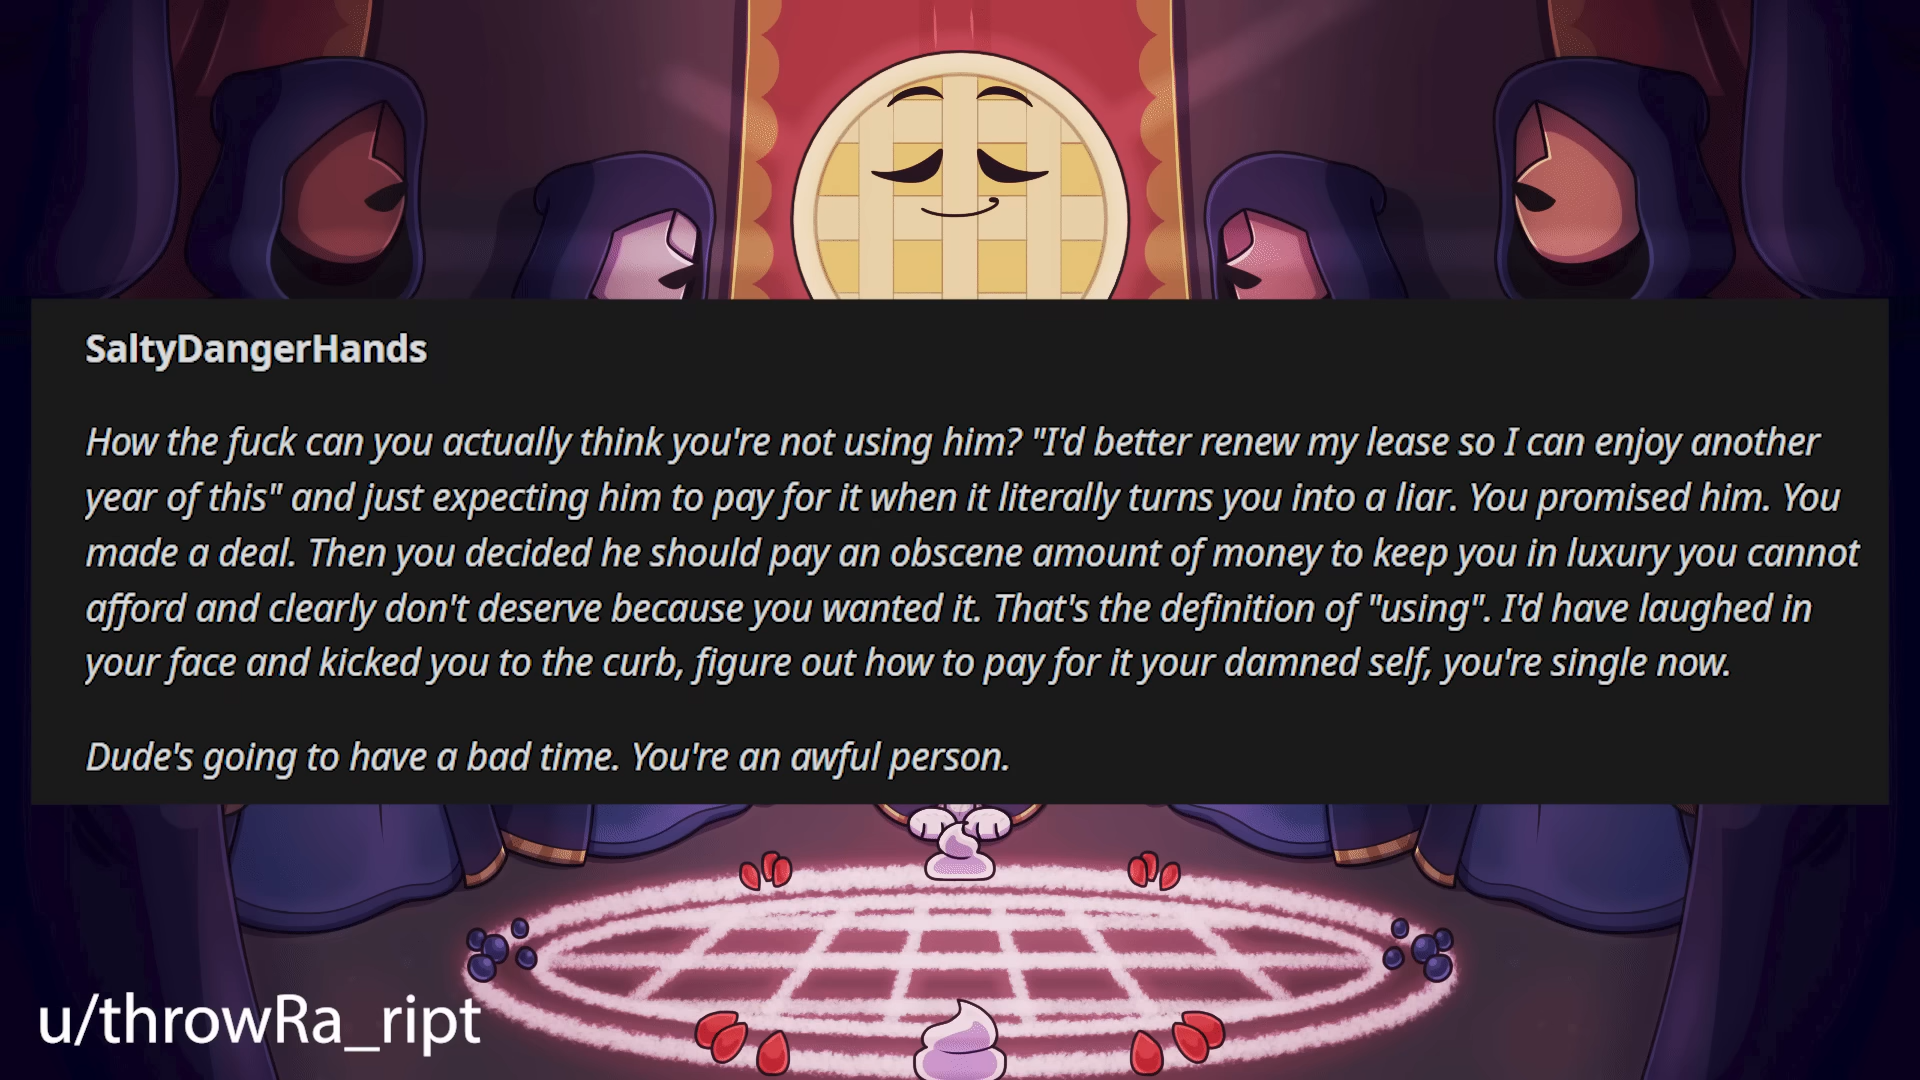 SaltyDangerHands
How the fuck can you actually think you're not using him? "I'd better renew my lease so I can enjoy another
year of this" and just expecting him to pay for it when it literally turns you into a liar. You promised him. You
made a deal. Then you decided he should pay an obscene amount of money to keep you in luxury you cannot
afford and clearly don't deserve because you wanted it. That's the definition of "using". I'd have laughed in
your face and kicked you to the curb, figure out how to pay for it your damned self, you're single now.
Dude's going to have a bad time. You're an awful person.
u/throwRa_ript